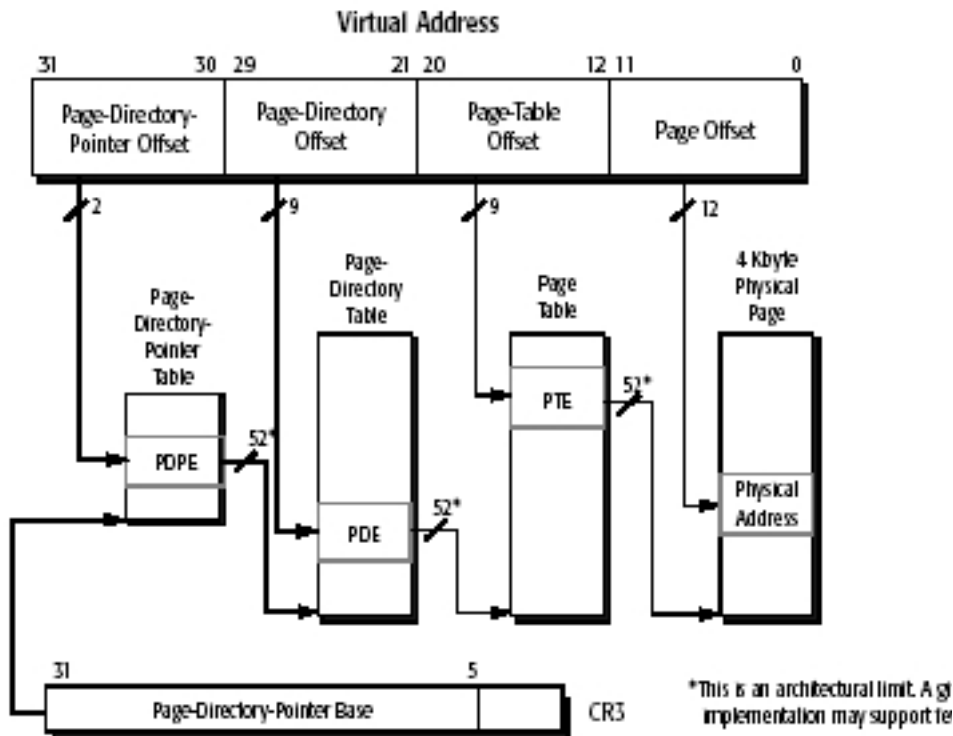 Virtual Address
31 30 29 21 20 12 11 0
Page-Directory-
Pointer Offset
Page-Directory
Offset
Page-Table
Offset
Page Offset
2
9
9
12
Page-
Directory-
Pointer
Table
Page-
Directory
Table
Page
Table
4 Kbyte
Physical
Page
PDPE
52*
PDE
52*
PTE
52*
Physical
Address
31 5
Page-Directory-Pointer Base
CR3
*This is an architectural limit. A
implementation may support